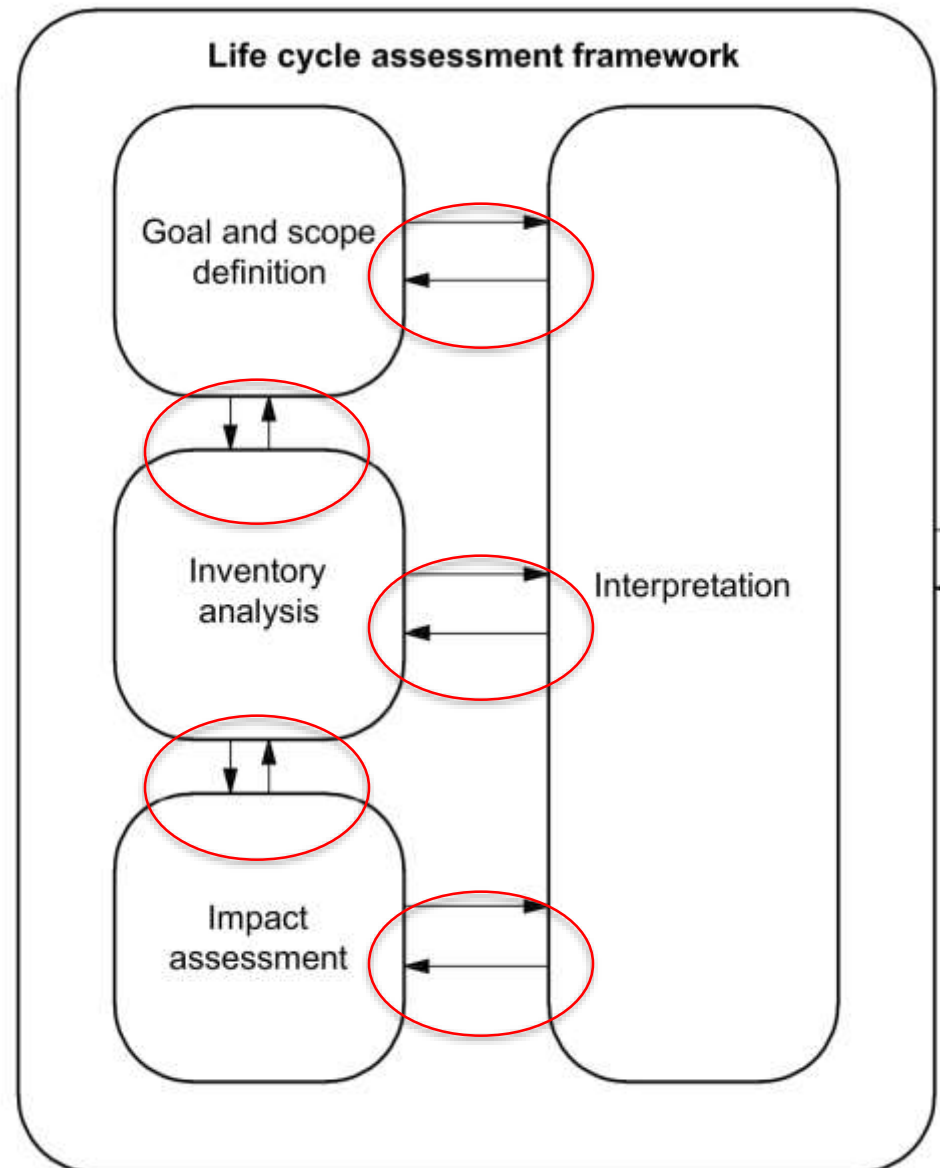 Life cycle assessment framework
Goal and scope
definition
Inventory
analysis
Interpretation
Impact
assessment